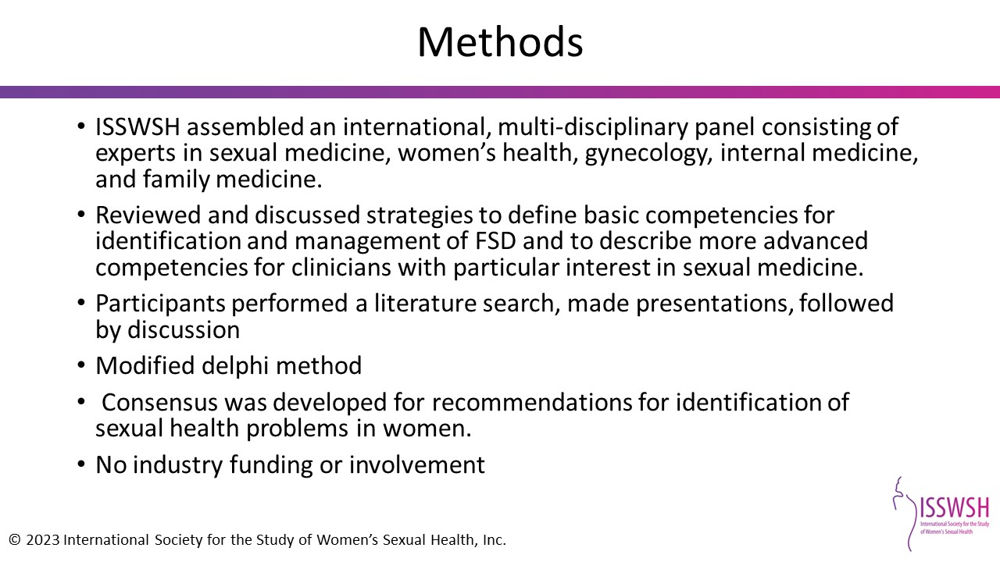 Methods
• ISSWSH assembled an international, multi-disciplinary panel consisting of
experts in sexual medicine, women’s health, gynecology, internal medicine,
and family medicine.
• Reviewed and discussed strategies to define basic competencies for
identification and management of FSD and to describe more advanced
competencies for clinicians with particular interest in sexual medicine.
• Participants performed a literature search, made presentations, followed
by discussion
• Modified delphi method
• Consensus was developed for recommendations for identification of
sexual health problems in women.
• No industry funding or involvement
ISSWSH
International Society for the Study
of Women's Sexual Health
© 2023 International Society for the Study of Women’s Sexual Health, Inc.